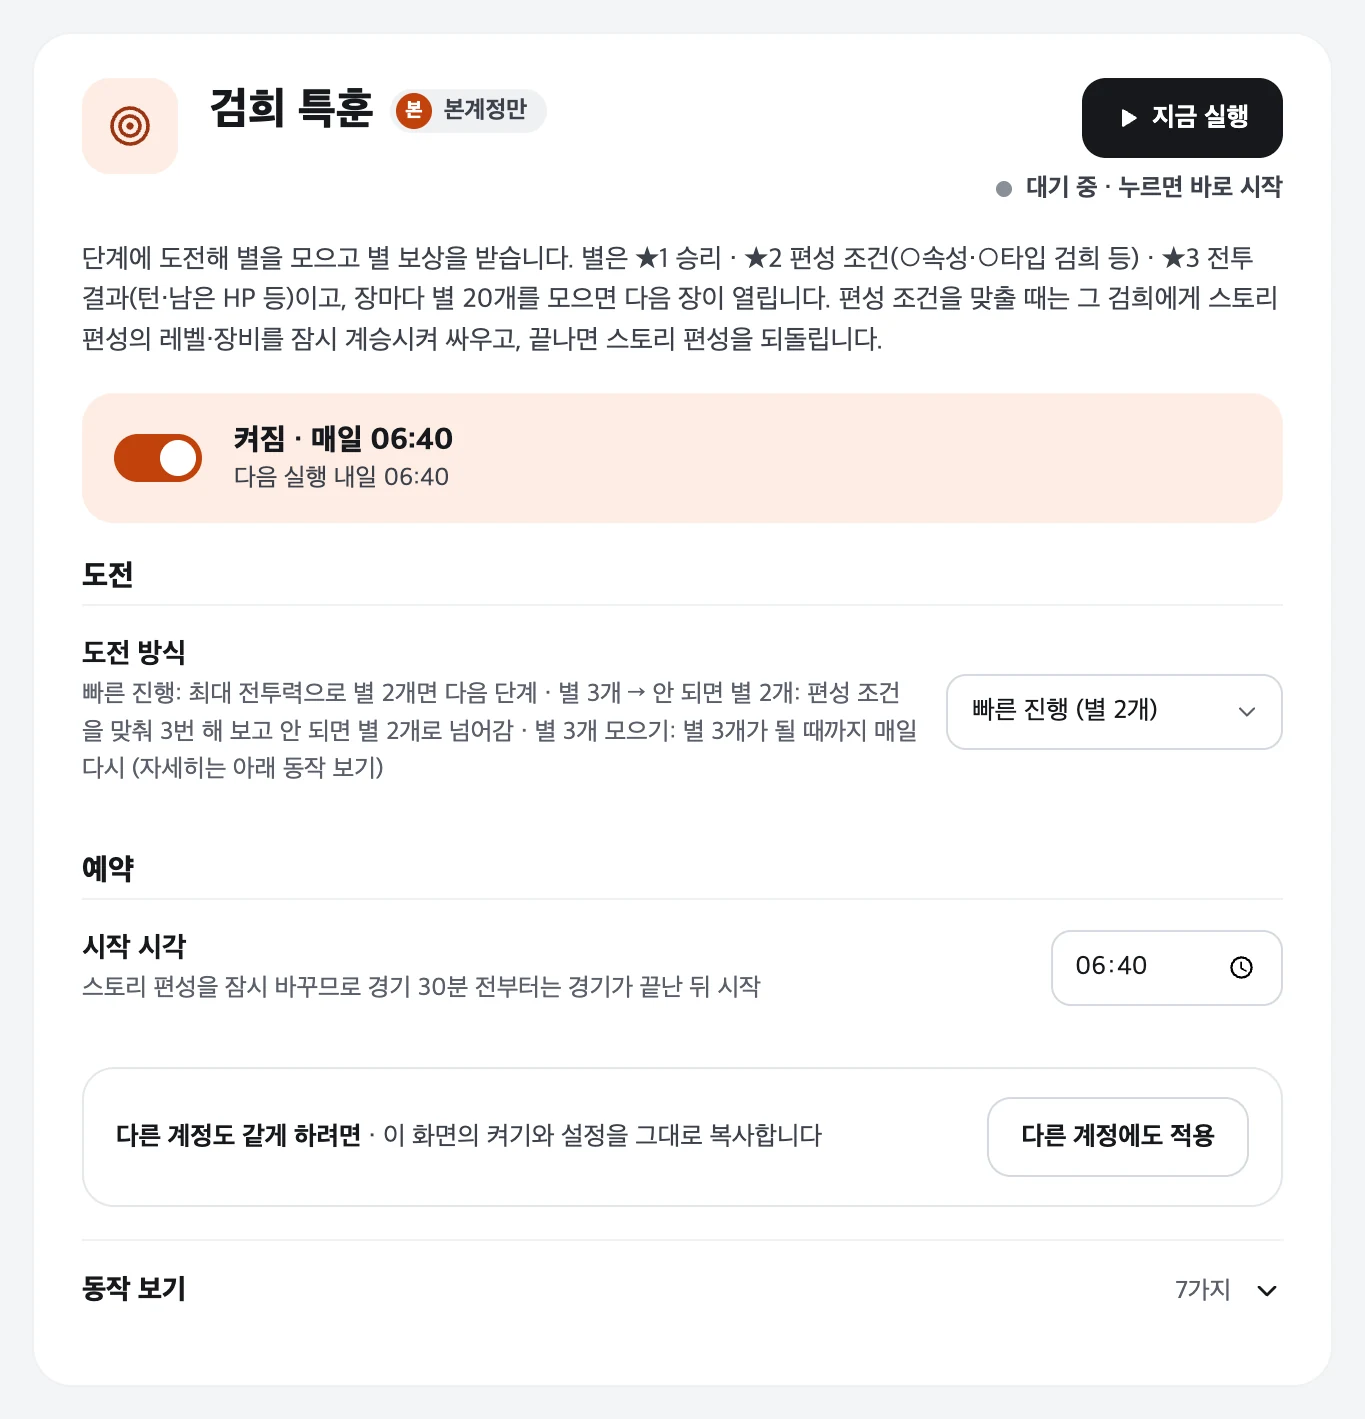 검희 특훈
본 본계정만
▶ 지금 실행
대기 중 · 누르면 바로 시작
단계에 도전해 별을 모으고 별 보상을 받습니다. 별은 ★1 승리 · ★2 편성 조건(○속성·○타입 검희 등) · ★3 전투
결과(턴·남은 HP 등)이고, 장마다 별 20개를 모으면 다음 장이 열립니다. 편성 조건을 맞출 때는 그 검희에게 스토리
편성의 레벨·장비를 잠시 계승시켜 싸우고, 끝나면 스토리 편성을 되돌립니다.
켜짐 · 매일 06:40
다음 실행 내일 06:40
도전
도전 방식
빠른 진행: 최대 전투력으로 별 2개면 다음 단계 · 별 3개 → 안 되면 별 2개: 편성 조건
을 맞춰 3번 해 보고 안 되면 별 2개로 넘어감 · 별 3개 모으기: 별 3개가 될 때까지 매일
다시 (자세히는 아래 동작 보기)
빠른 진행 (별 2개)
예약
시작 시각
스토리 편성을 잠시 바꾸므로 경기 30분 전부터는 경기가 끝난 뒤 시작
06:40
다른 계정도 같게 하려면 · 이 화면의 켜기와 설정을 그대로 복사합니다
다른 계정에도 적용
동작 보기
7가지